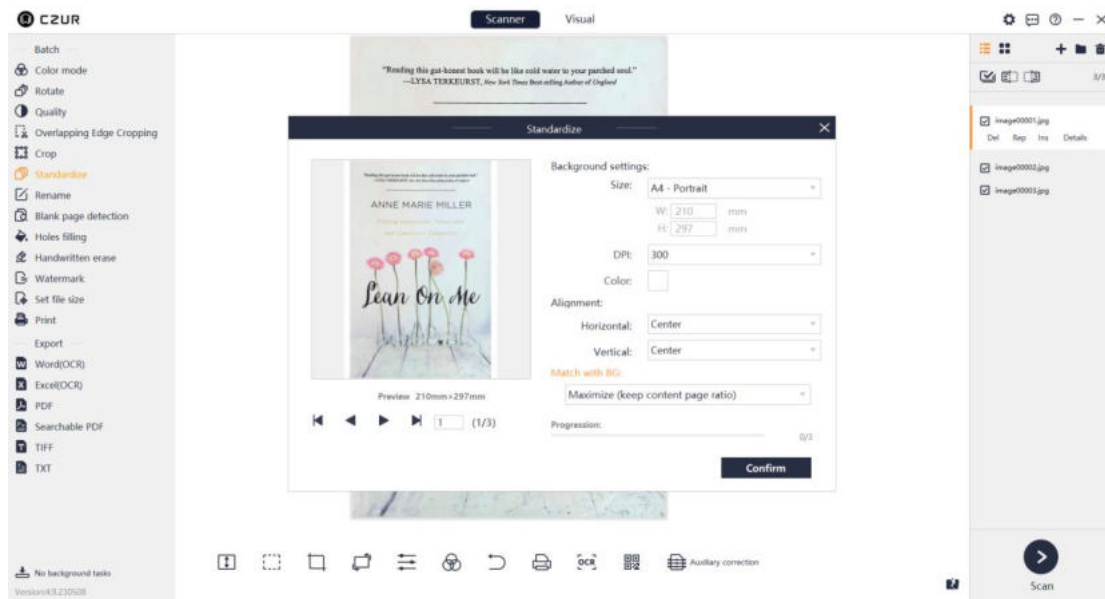 CZUR
Scanner
Visual
Batch
Color mode
Rotate
Quality
Overlapping Edge Cropping
Crop
Standardize
Rename
Blank page detection
Holes filling
Handwritten erase
Watermark
Set file size
Print
Export
Word(OCR)
Excel(OCR)
PDF
Searchable PDF
TIFF
TXT
No background tasks
Version:4.9.230508
"Reading this gut-honest book will be like cold water to your parched soul."
—LYSA TERKEURST, New York Times Best-selling Author of Unglued
Standardize
ANNE MARIE MILLER
Lean On Me
Preview 210mm×297mm
1 (1/3)
Background settings:
Size: A4 - Portrait
W: 210 mm
H: 297 mm
DPI: 300
Color:
Alignment:
Horizontal: Center
Vertical: Center
Match with BG:
Maximize (keep content page ratio)
Progression:
0/3
Confirm
OCR
Auxiliary correction
3/3
image00001.jpg
Del Rep Ins Details
image00002.jpg
image00003.jpg
Scan